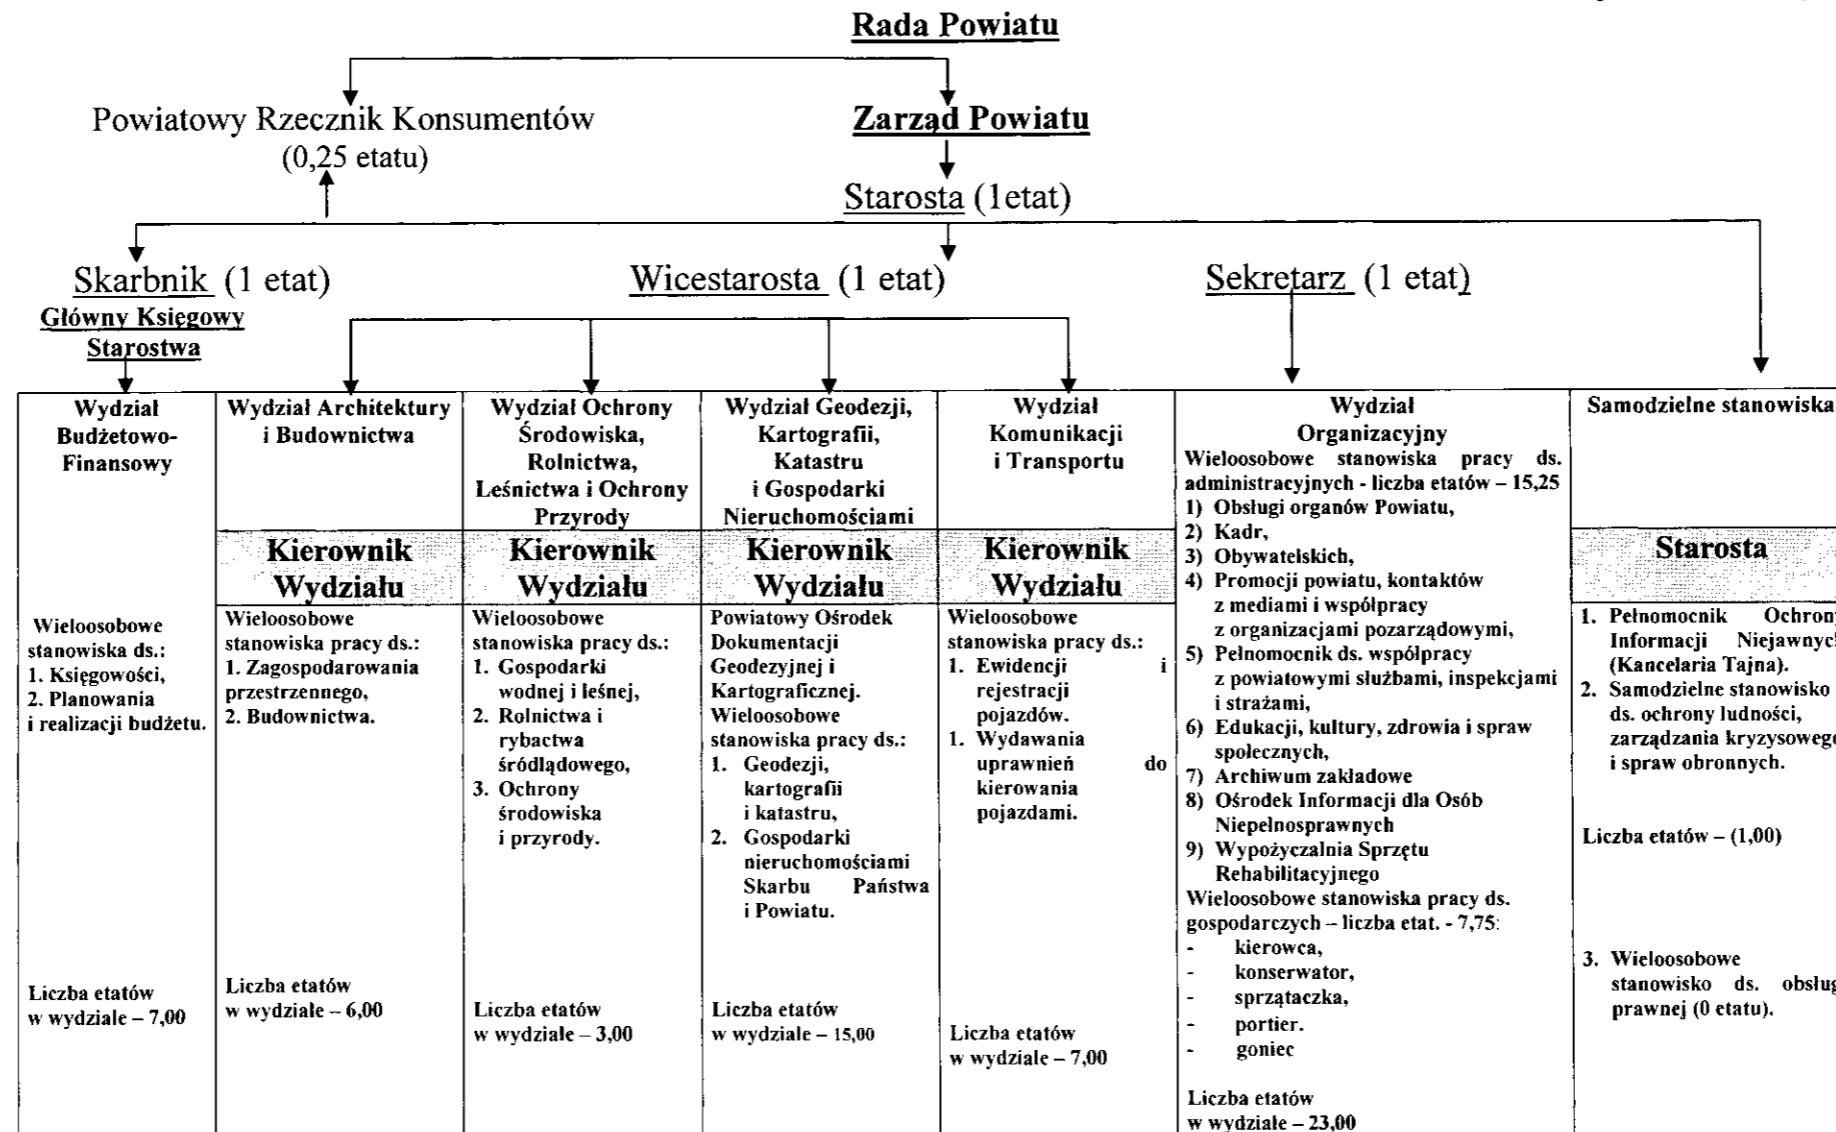 Rada Powiatu
Powiatowy Rzecznik Konsumentów
(0,25 etatu)
Zarząd Powiatu
Starosta (1etat)
Skarbnik (1 etat)
Główny Księgowy
Starostwa
Wicestarosta (1 etat)
Sekretarz (1 etat)
Wydział
Budżetowo-
Finansowy
Wieloosobowe
stanowiska ds.:
1. Księgowości,
2. Planowania
i realizacji budżetu.
Liczba etatów
w wydziale – 7,00
Wydział Architektury
i Budownictwa
Kierownik
Wydziału
Wieloosobowe
stanowiska pracy ds.:
1. Zagospodarowania
przestrzennego,
2. Budownictwa.
Liczba etatów
w wydziale – 6,00
Wydział Ochrony
Środowiska,
Rolnictwa,
Leśnictwa i Ochrony
Przyrody
Kierownik
Wydziału
Wieloosobowe
stanowiska pracy ds.:
1. Gospodarki
wodnej i leśnej,
2. Rolnictwa i
rybactwa
śródlądowego,
3. Ochrony
środowiska
i przyrody.
Liczba etatów
w wydziale – 3,00
Wydział Geodezji,
Kartografii,
Katastru
i Gospodarki
Nieruchomościami
Kierownik
Wydziału
Powiatowy Ośrodek
Dokumentacji
Geodezyjnej i
Kartograficznej.
Wieloosobowe
stanowiska pracy ds.:
1. Geodezji,
kartografii
i katastru,
2. Gospodarki
nieruchomościami
Skarbu Państwa
i Powiatu.
Liczba etatów
w wydziale – 15,00
Wydział
Komunikacji
i Transportu
Kierownik
Wydziału
Wieloosobowe
stanowiska pracy ds.:
1. Ewidencji i
rejestracji
pojazdów.
1. Wydawania
uprawnień do
kierowania
pojazdami.
Liczba etatów
w wydziale – 7,00
Wydział
Organizacyjny
Wieloosobowe stanowiska pracy ds.
administracyjnych - liczba etatów – 15,25
1) Obsługi organów Powiatu,
2) Kadr,
3) Obywatelskich,
4) Promocji powiatu, kontaktów
z mediami i współpracy
z organizacjami pozarządowymi,
5) Pełnomocnik ds. współpracy
z powiatowymi służbami, inspekcjami
i strażami,
6) Edukacji, kultury, zdrowia i spraw
społecznych,
7) Archiwum zakładowe
8) Ośrodek Informacji dla Osób
Niepełnosprawnych
9) Wypożyczalnia Sprzętu
Rehabilitacyjnego
Wieloosobowe stanowiska pracy ds.
gospodarczych – liczba etat. - 7,75:
- kierowca,
- konserwator,
- sprzątaczka,
- portier.
- goniec
Liczba etatów
w wydziale – 23,00
Samodzielne stanowiska
Starosta
1. Pełnomocnik Ochrony
Informacji Niejawnych
(Kancelaria Tajna).
2. Samodzielne stanowisko
ds. ochrony ludności,
zarządzania kryzysowego
i spraw obronnych.
Liczba etatów – (1,00)
3. Wieloosobowe
stanowisko ds. obsług
prawnej (0 etatu).